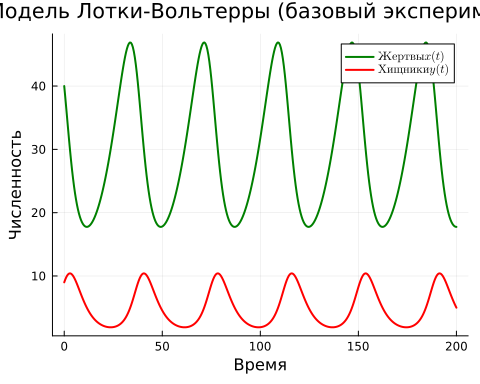 Модель Лотки-Вольтерры (базовый эксперим
Жертвыx(t)
Хищникиy(t)
Численность
40
30
20
10
0
50
100
150
200
Время